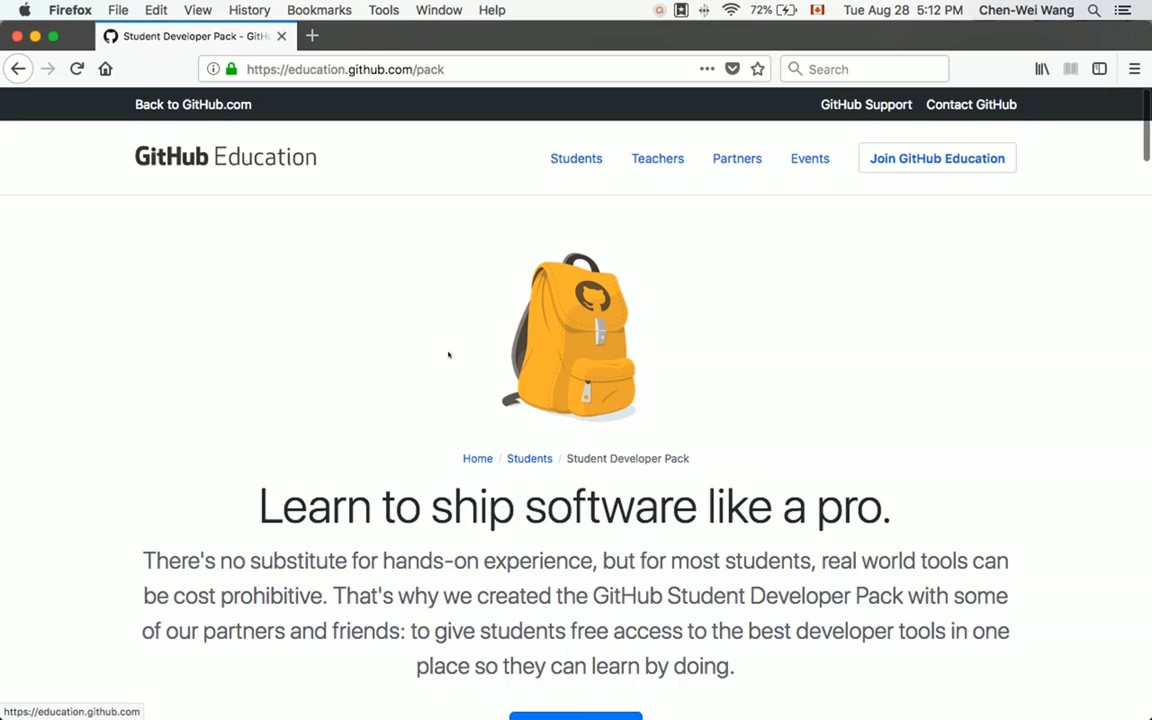 Firefox File Edit View History Bookmarks Tools Window Help 72% Tue Aug 28 5:12 PM Chen-Wei Wang
Student Developer Pack - GitH
https://education.github.com/pack
Search
Back to GitHub.com GitHub Support Contact GitHub
GitHub Education Students Teachers Partners Events Join GitHub Education
Home / Students / Student Developer Pack
Learn to ship software like a pro.
There's no substitute for hands-on experience, but for most students, real world tools can
be cost prohibitive. That's why we created the GitHub Student Developer Pack with some
of our partners and friends: to give students free access to the best developer tools in one
place so they can learn by doing.
https://education.github.com